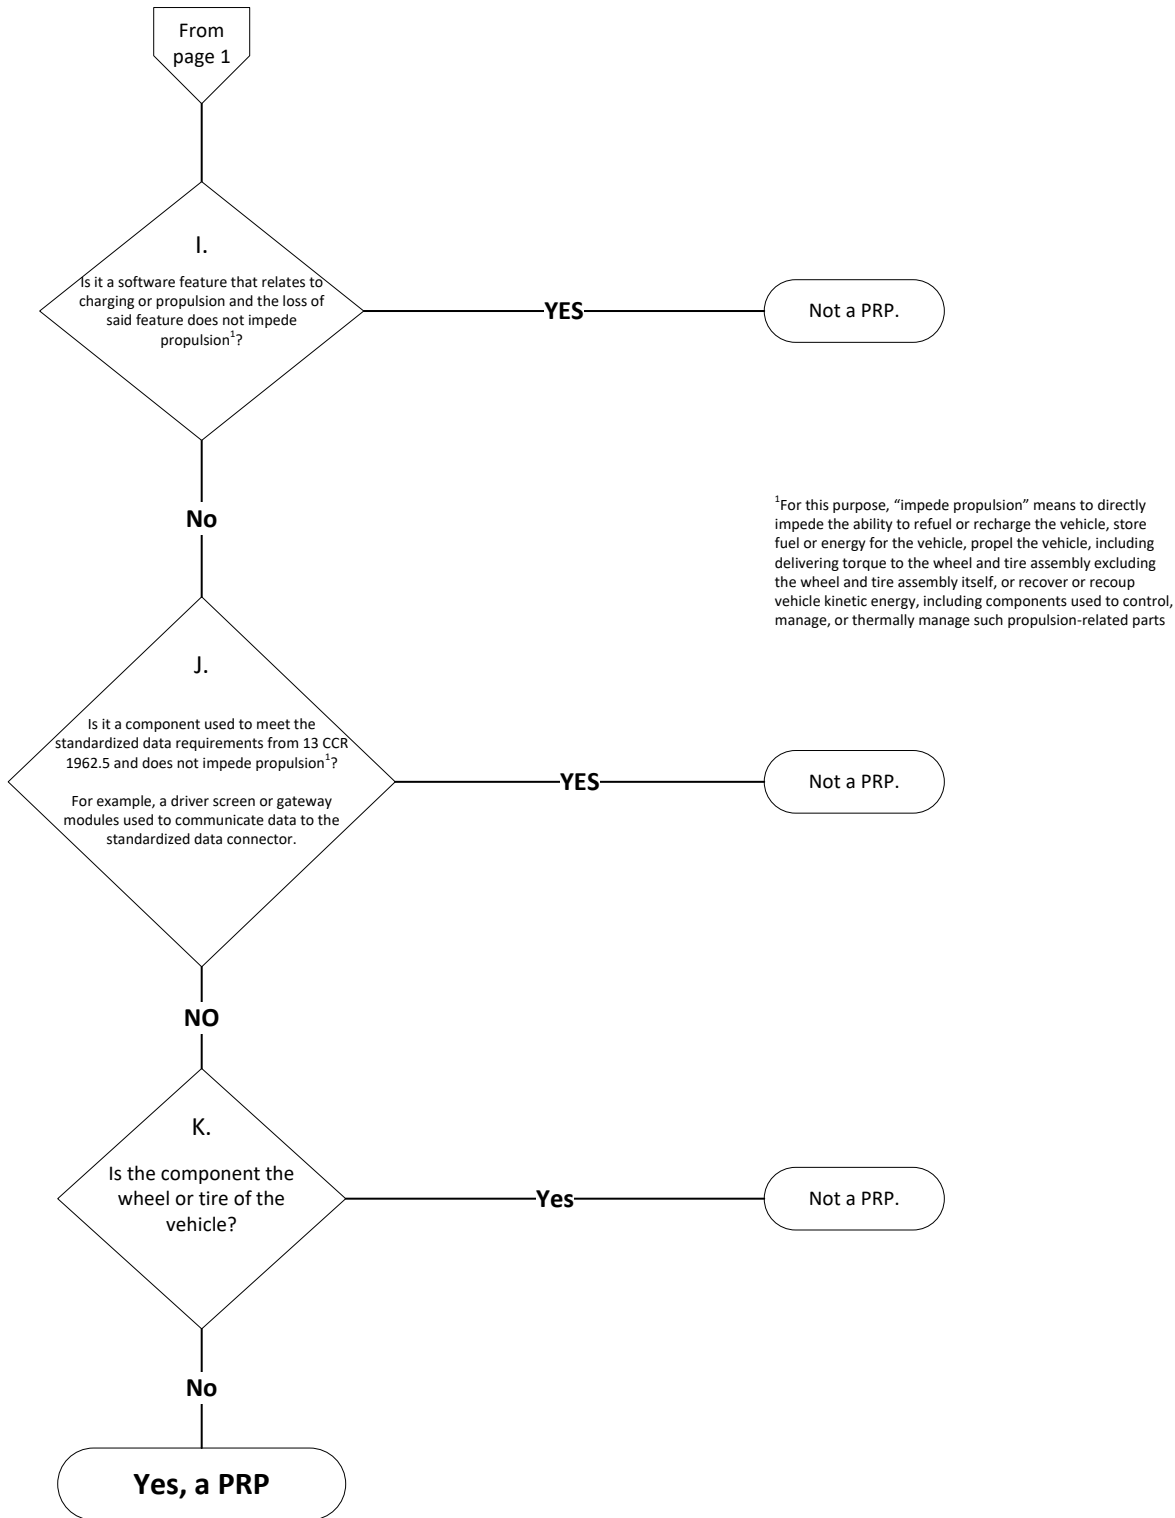 From
page 1
I.
Is it a software feature that relates to
charging or propulsion and the loss of
said feature does not impede
propulsion¹?
YES
Not a PRP.
No
¹For this purpose, “impede propulsion” means to directly
impede the ability to refuel or recharge the vehicle, store
fuel or energy for the vehicle, propel the vehicle, including
delivering torque to the wheel and tire assembly excluding
the wheel and tire assembly itself, or recover or recoup
vehicle kinetic energy, including components used to control,
manage, or thermally manage such propulsion-related parts
J.
Is it a component used to meet the
standardized data requirements from 13 CCR
1962.5 and does not impede propulsion¹?
For example, a driver screen or gateway
modules used to communicate data to the
standardized data connector.
YES
Not a PRP.
NO
K.
Is the component the
wheel or tire of the
vehicle?
Yes
Not a PRP.
No
Yes, a PRP